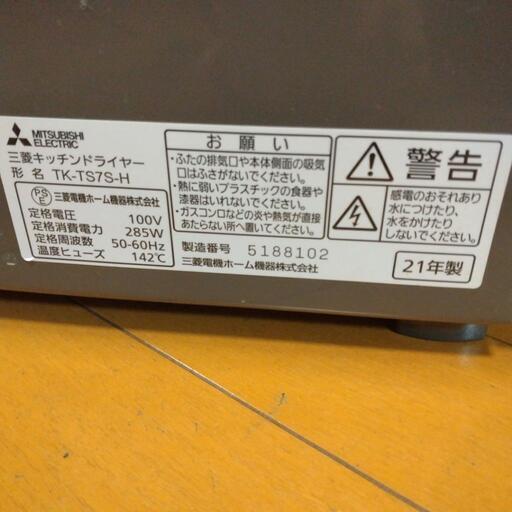 MITSUBISHI
ELECTRIC
三菱キッチンドライヤー
形 名 TK-TS7S-H
PS
E
三菱電機ホーム機器株式会社
定格電圧 100V
定格消費電力 285W
定格周波数 50-60Hz
温度ヒューズ 142℃
お願い
・ふたの排気口や本体側面の吸気
口はふさがないでください。
・熱に弱いプラスチックの食器や
漆器はいれないでください。
・ガスコンロなどの炎や熱気が直接
あたらない所へ置いてください。
製造番号 5188102
三菱電機ホーム機器株式会社
警告
感電のおそれあり
水につけたり、
水をかけたり
しないでください。
21年製